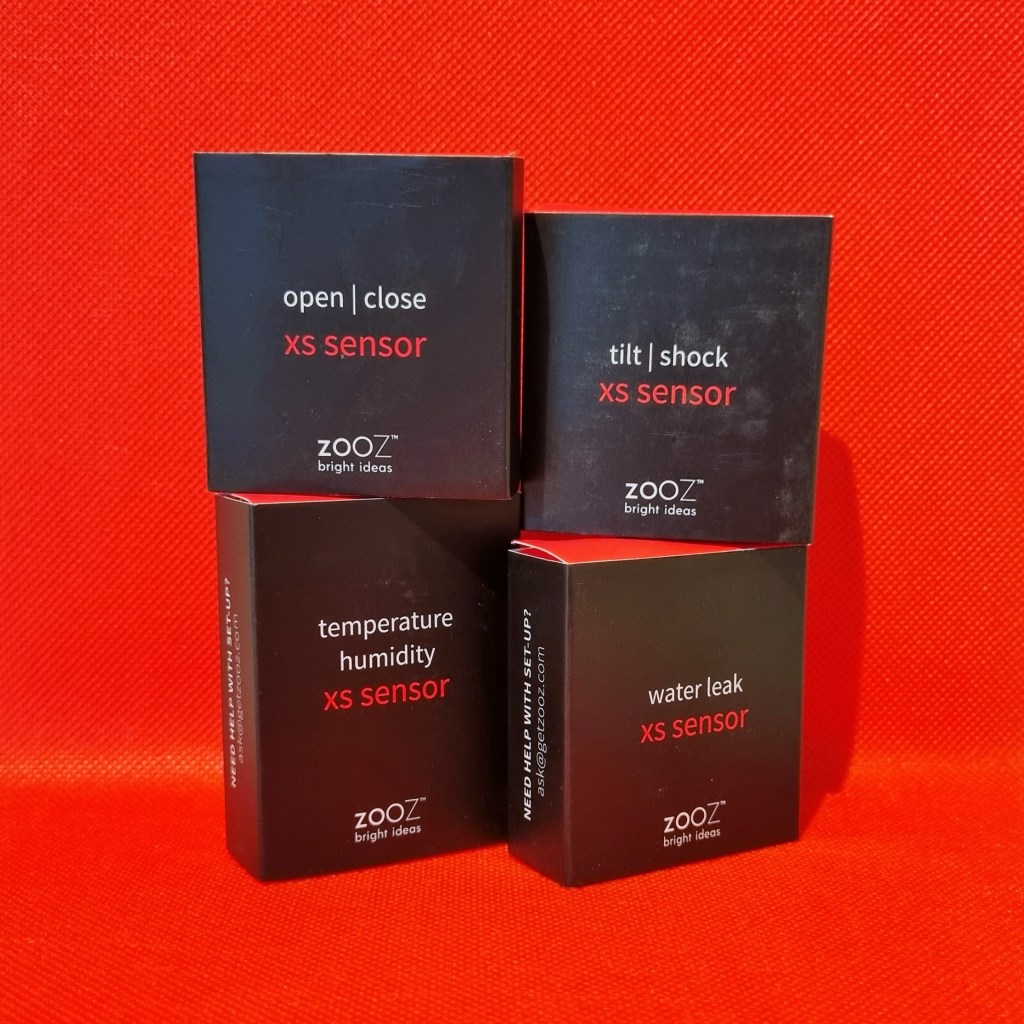 open | close
xs sensor
zooz™
bright ideas
tilt | shock
xs sensor
zooz™
bright ideas
NEED HELP WITH SET-UP?
ask@getzooz.com
temperature
humidity
xs sensor
zooz™
bright ideas
NEED HELP WITH SET-UP?
ask@getzooz.com
water leak
xs sensor
zooz™
bright ideas